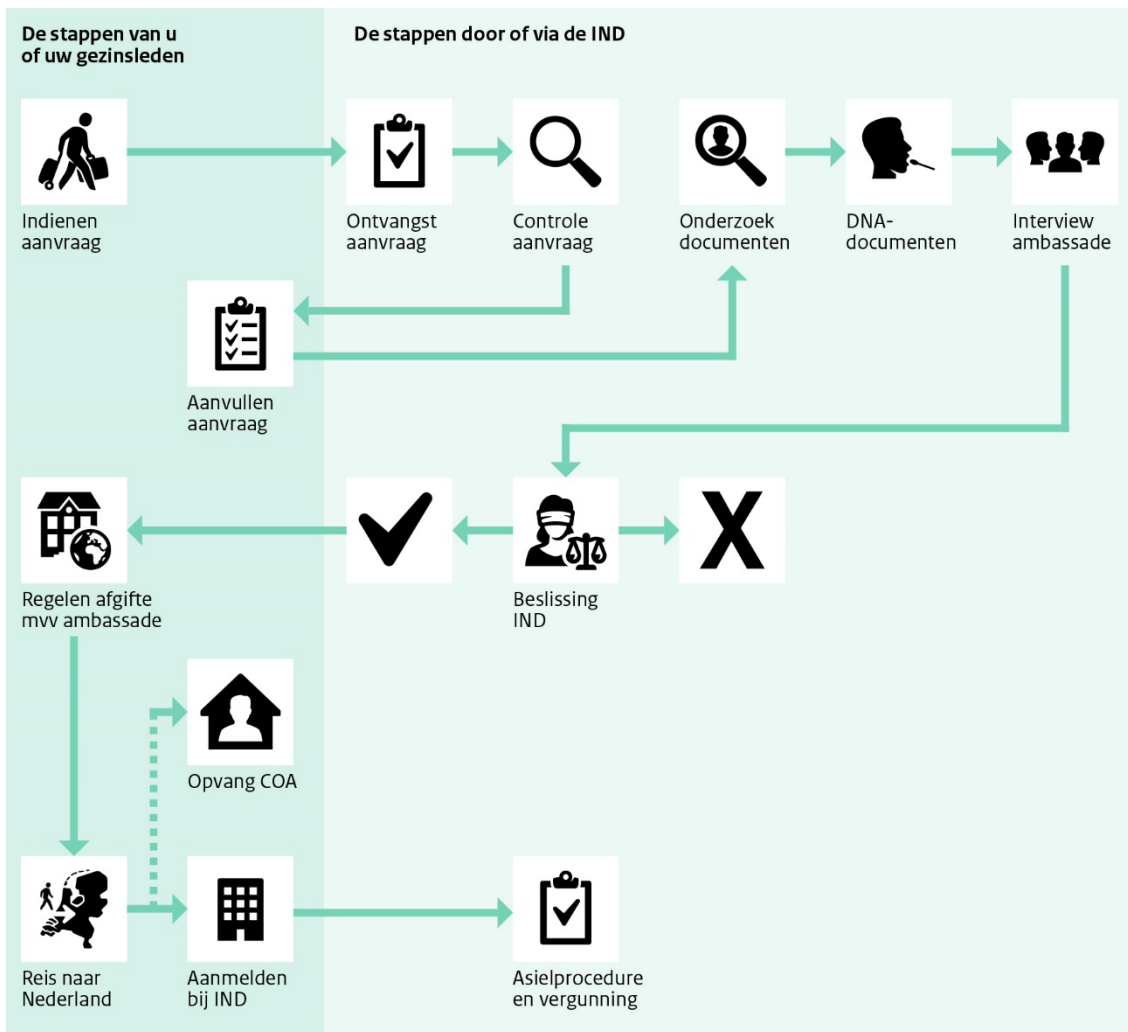 De stappen van u
of uw gezinsleden
De stappen door of via de IND
Indienen
aanvraag
Ontvangst
aanvraag
Controle
aanvraag
Onderzoek
documenten
DNA-
documenten
Interview
ambassade
Aanvullen
aanvraag
Regelen afgifte
mvv ambassade
Beslissing
IND
Opvang COA
Reis naar
Nederland
Aanmelden
bij IND
Asielprocedure
en vergunning